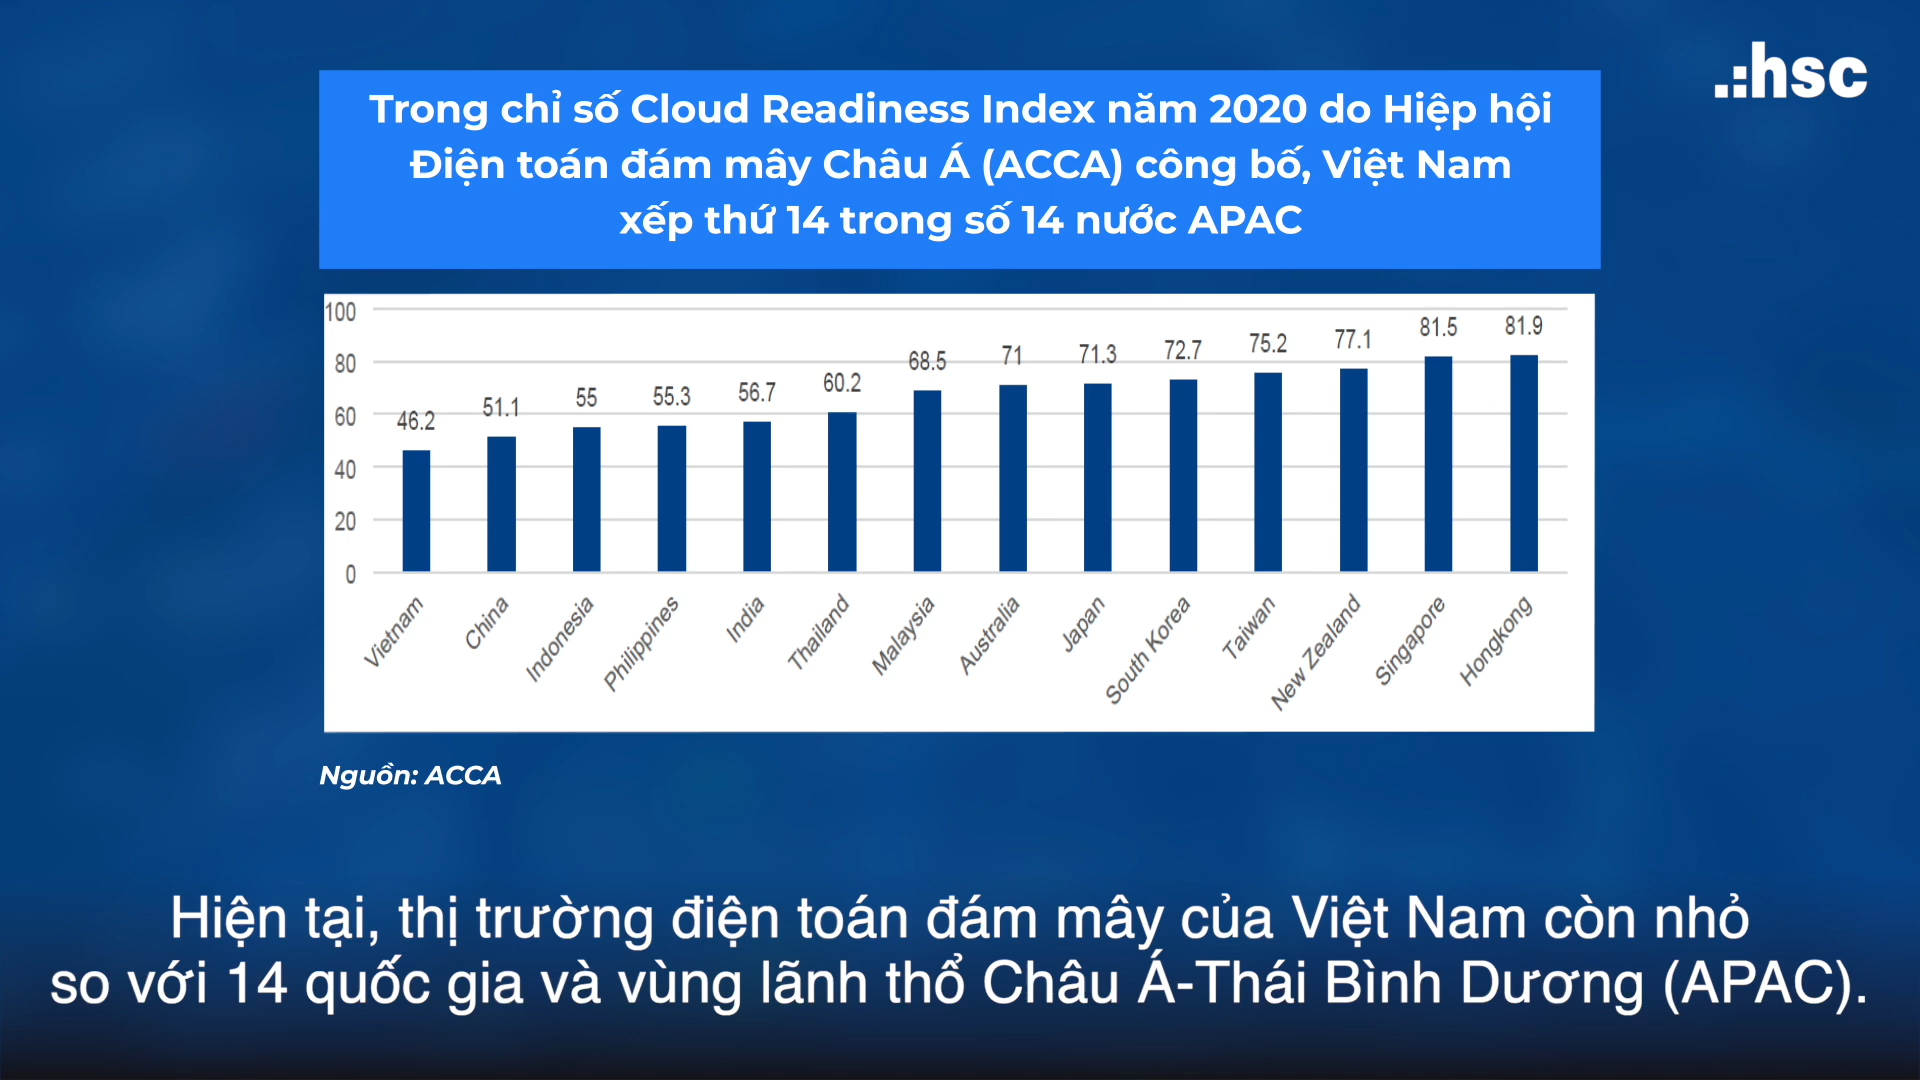 .:hsc
Trong chỉ số Cloud Readiness Index năm 2020 do Hiệp hội
Điện toán đám mây Châu Á (ACCA) công bố, Việt Nam
xếp thứ 14 trong số 14 nước APAC
100
80
60
40
20
0
46.2
51.1
55
55.3
56.7
60.2
68.5
71
71.3
72.7
75.2
77.1
81.5
81.9
Vietnam
China
Indonesia
Philippines
India
Thailand
Malaysia
Australia
Japan
South Korea
Taiwan
New Zealand
Singapore
Hongkong
Nguồn: ACCA
Hiện tại, thị trường điện toán đám mây của Việt Nam còn nhỏ
so với 14 quốc gia và vùng lãnh thổ Châu Á-Thái Bình Dương (APAC).